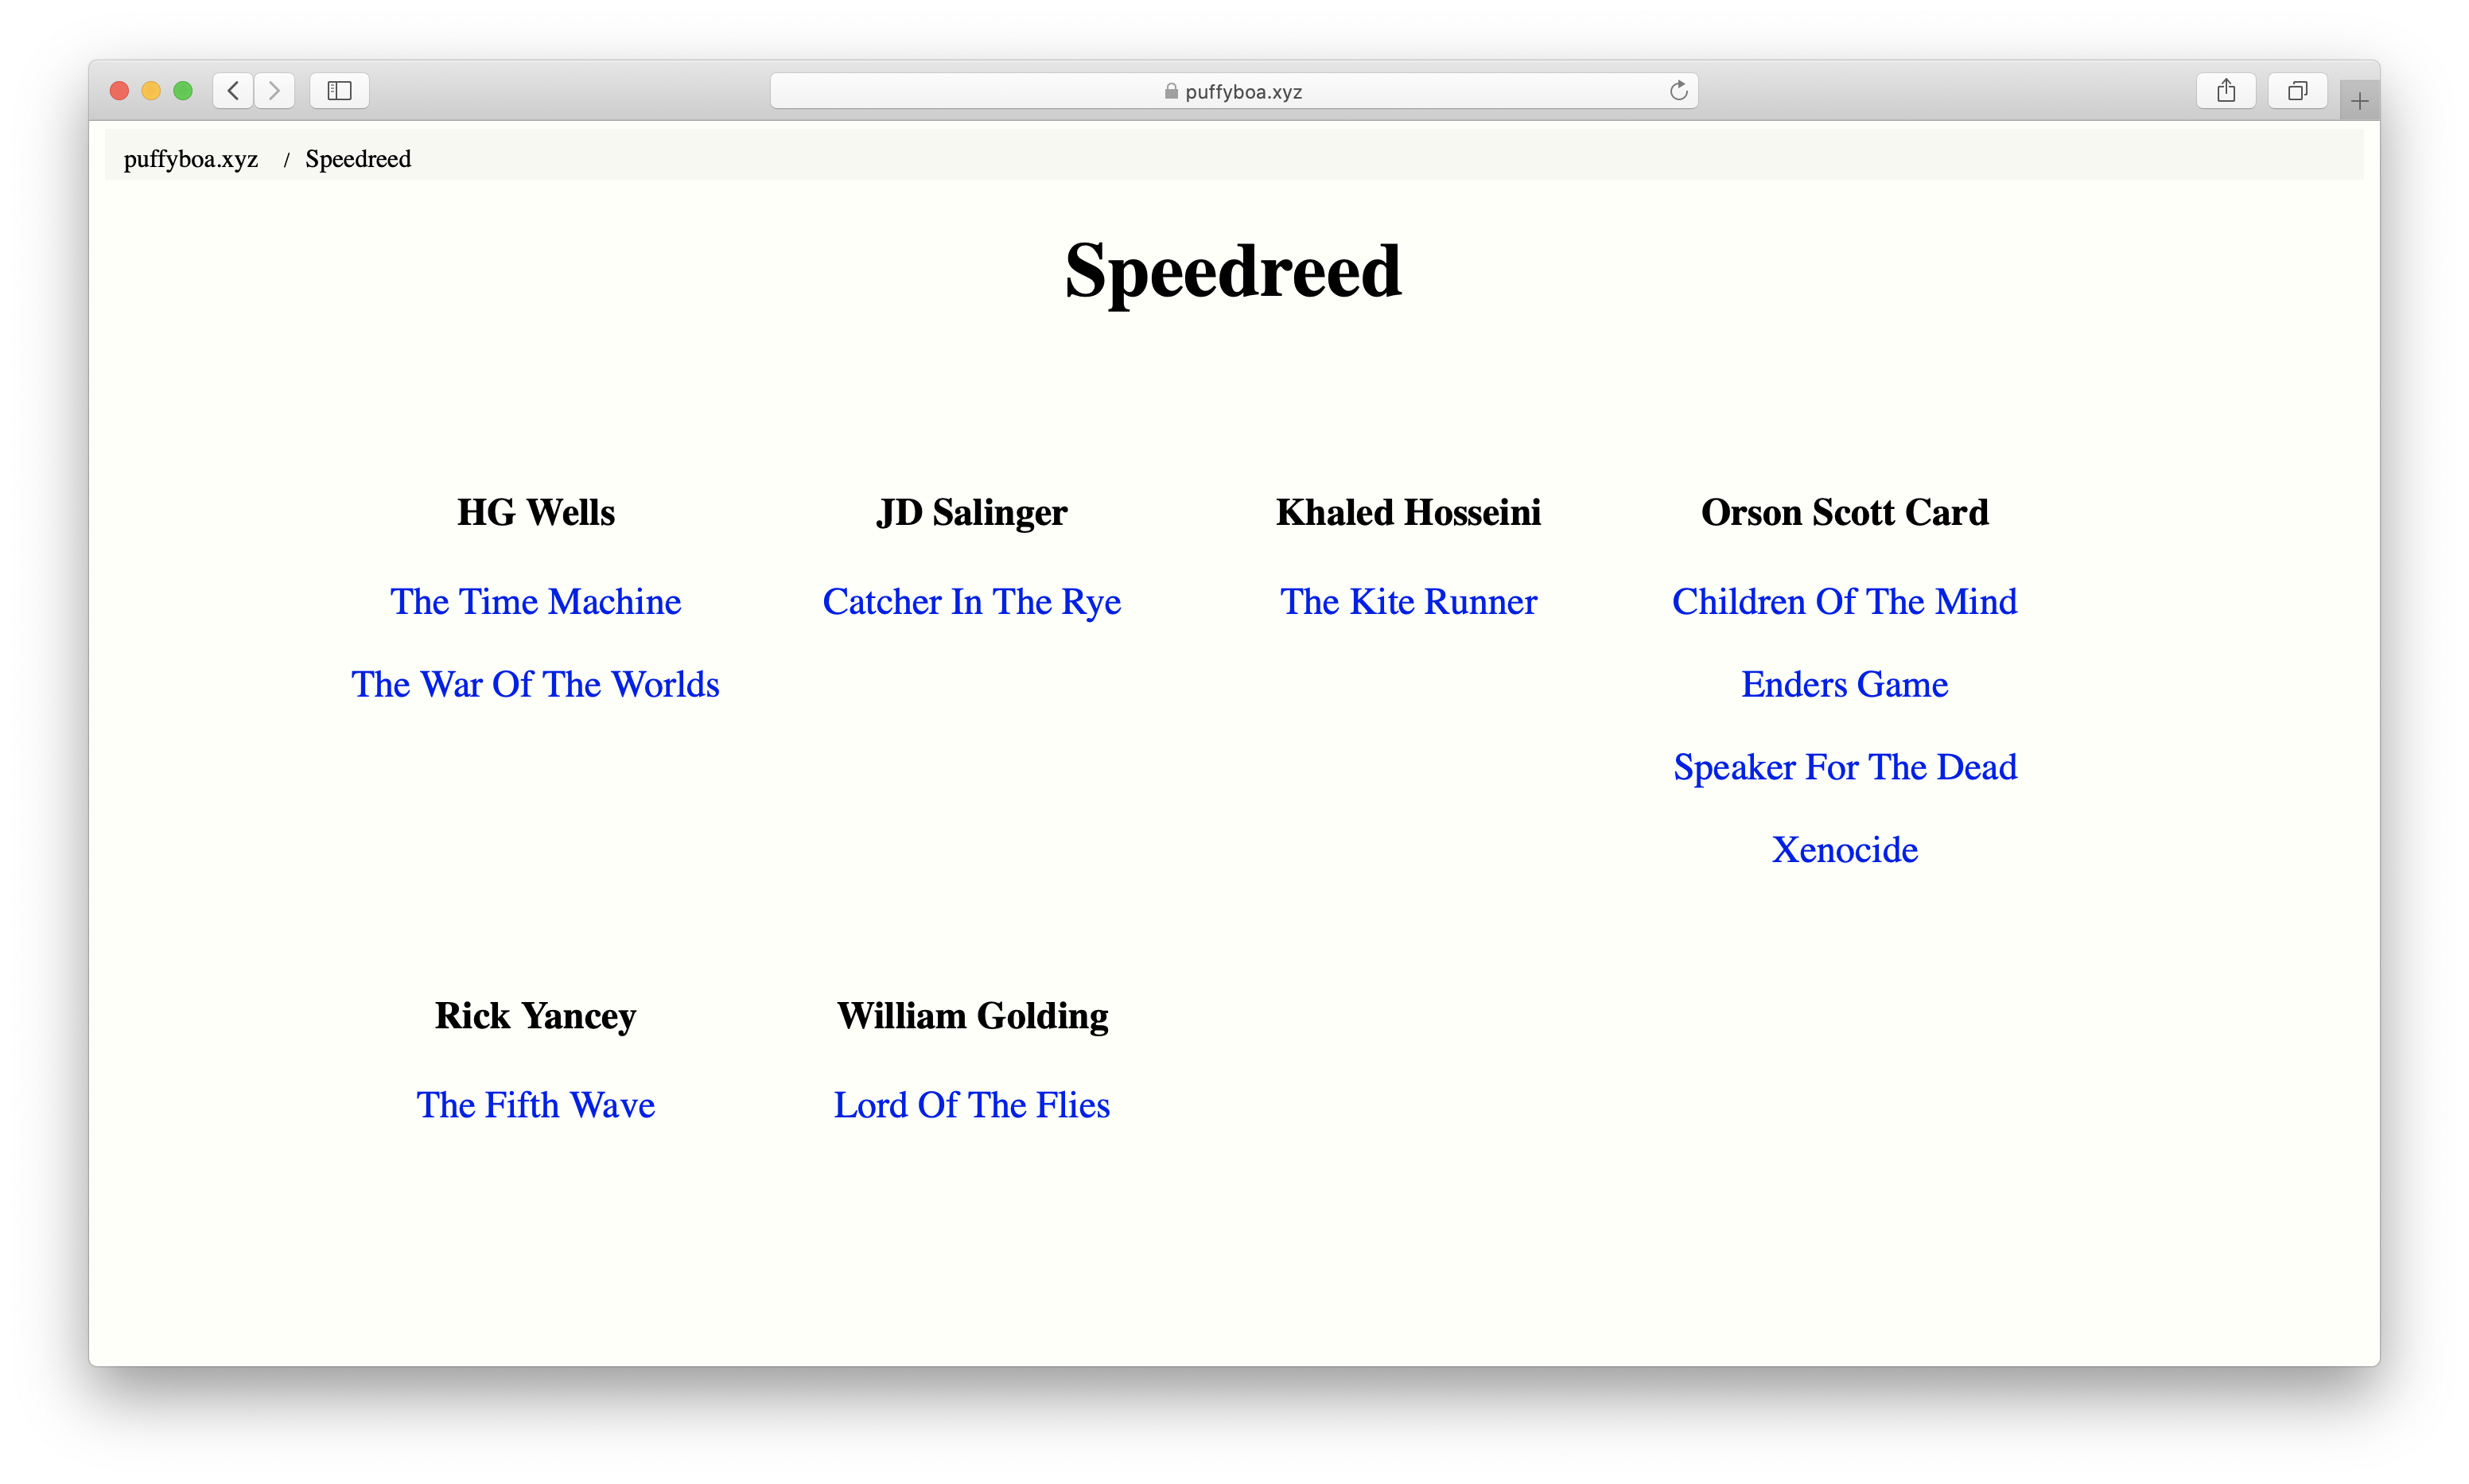 puffyboa.xyz
puffyboa.xyz / Speedreed
Speedreed
HG Wells
The Time Machine
The War Of The Worlds
JD Salinger
Catcher In The Rye
Khaled Hosseini
The Kite Runner
Orson Scott Card
Children Of The Mind
Enders Game
Speaker For The Dead
Xenocide
Rick Yancey
The Fifth Wave
William Golding
Lord Of The Flies